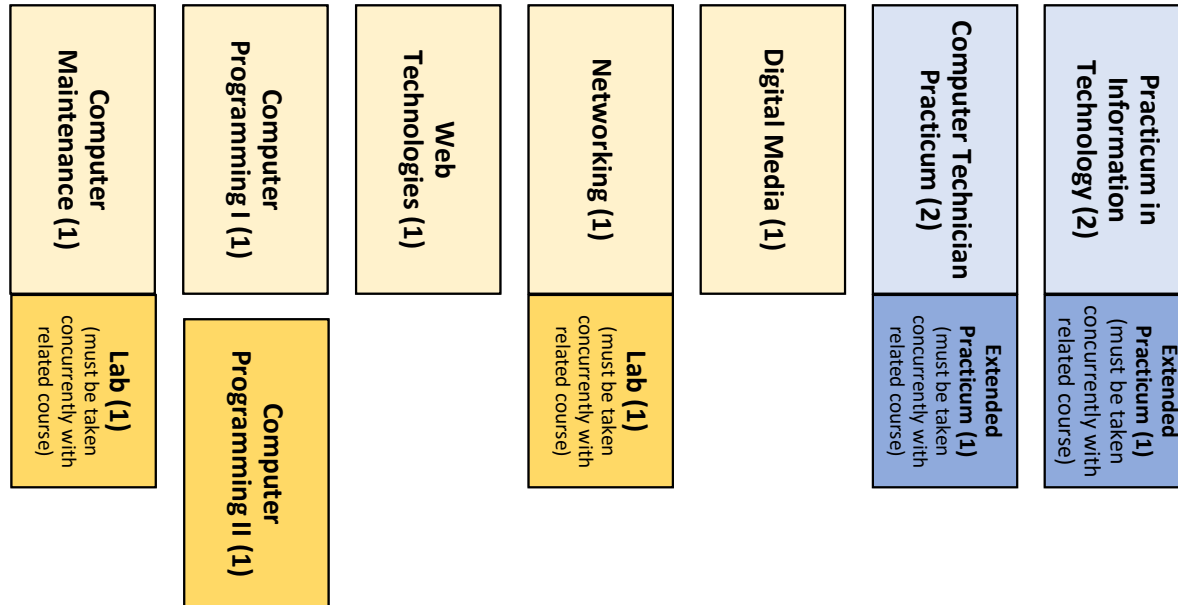 Computer
Maintenance (1)
Lab (1)
(must be taken
concurrently with
related course)
Computer
Programming I (1)
Computer
Programming II (1)
Web
Technologies (1)
Networking (1)
Lab (1)
(must be taken
concurrently with
related course)
Digital Media (1)
Computer Technician
Practicum (2)
Extended
Practicum (1)
(must be taken
concurrently with
related course)
Practicum in
Information
Technology (2)
Extended
Practicum (1)
(must be taken
concurrently with
related course)